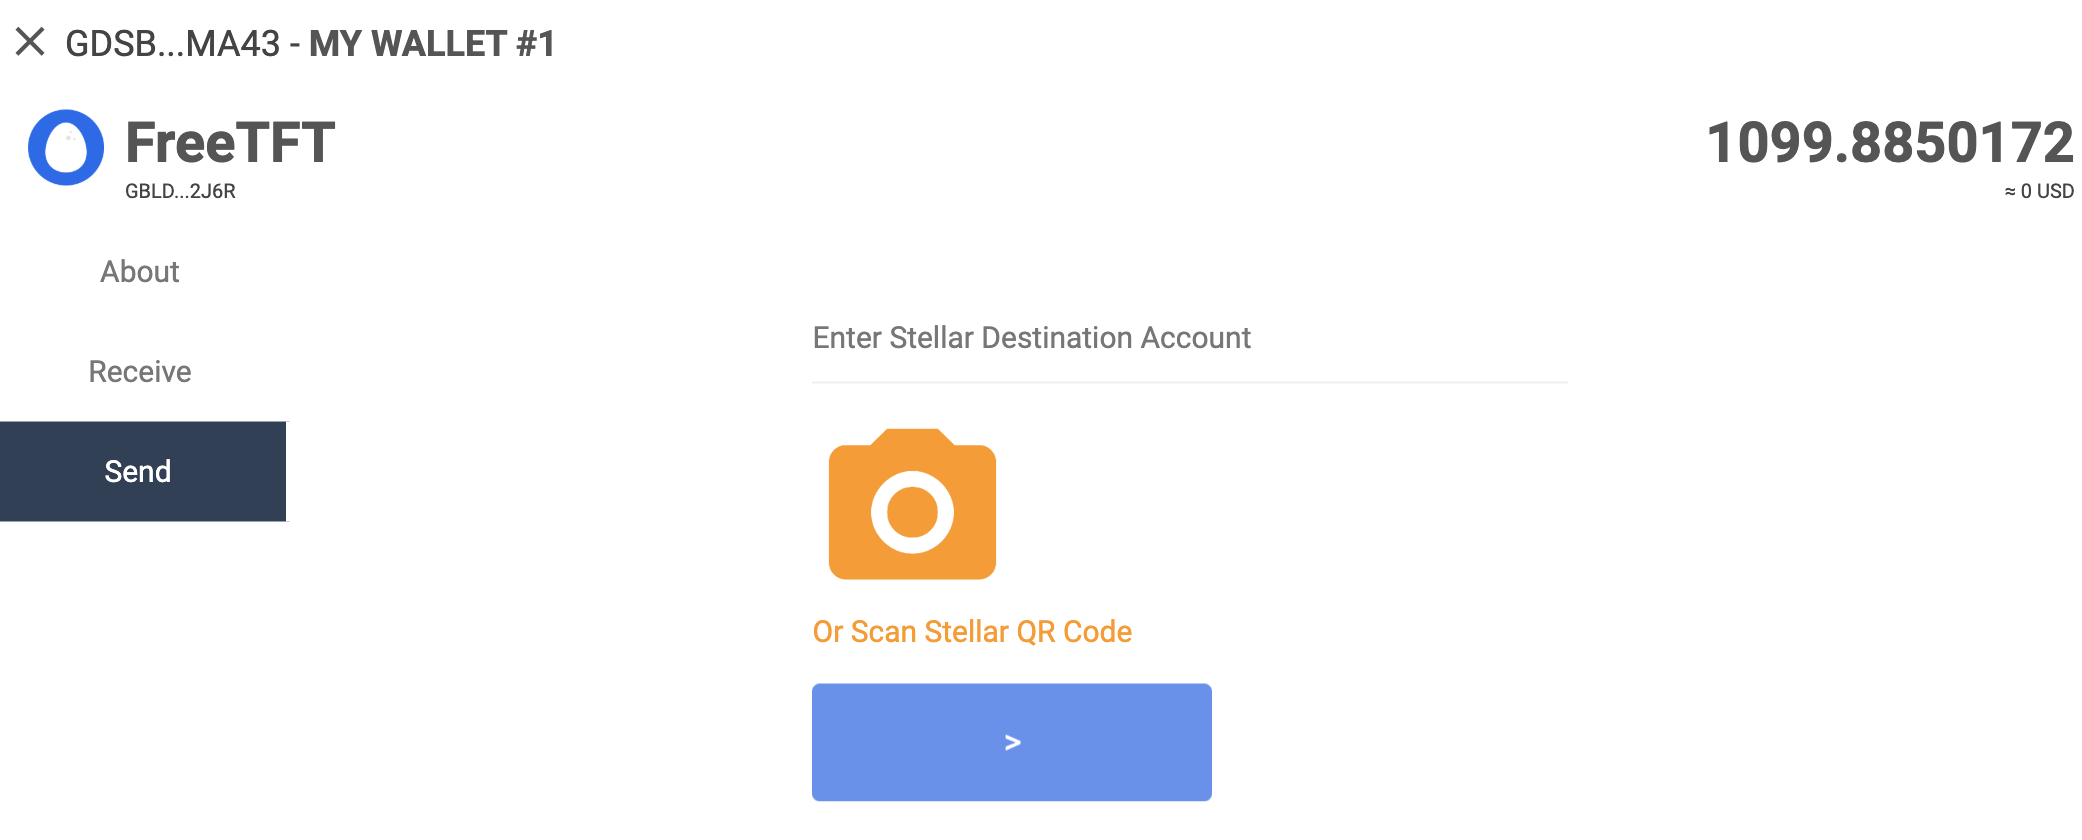 GDSB...MA43 - MY WALLET #1
FreeTFT
1099.8850172
GBLD...2J6R
≈ 0 USD
About
Enter Stellar Destination Account
Receive
Send
Or Scan Stellar QR Code
>